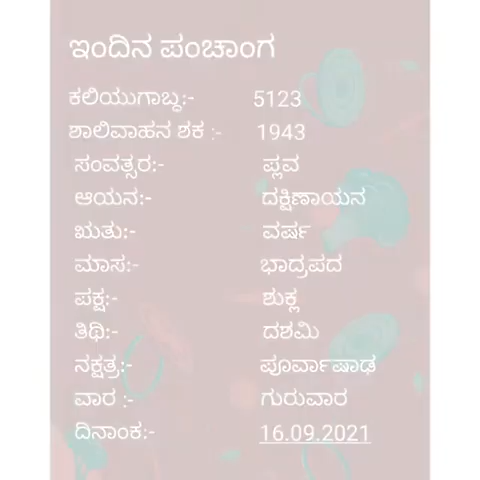 ಇಂದಿನ ಪಂಚಾಂಗ
ಕಲಿಯುಗಾಬ್ಧ:- 5123
ಶಾಲಿವಾಹನ ಶಕ :- 1943
ಸಂವತ್ಸರ:- ಪ್ಲವ
ಆಯನ:- ದಕ್ಷಿಣಾಯನ
ಋತು:- ವರ್ಷ
ಮಾಸ:- ಭಾದ್ರಪದ
ಪಕ್ಷ:- ಶುಕ್ಲ
ತಿಥಿ:- ದಶಮಿ
ನಕ್ಷತ್ರ:- ಪೂರ್ವಾಷಾಢ
ವಾರ :- ಗುರುವಾರ
ದಿನಾಂಕ:- 16.09.2021